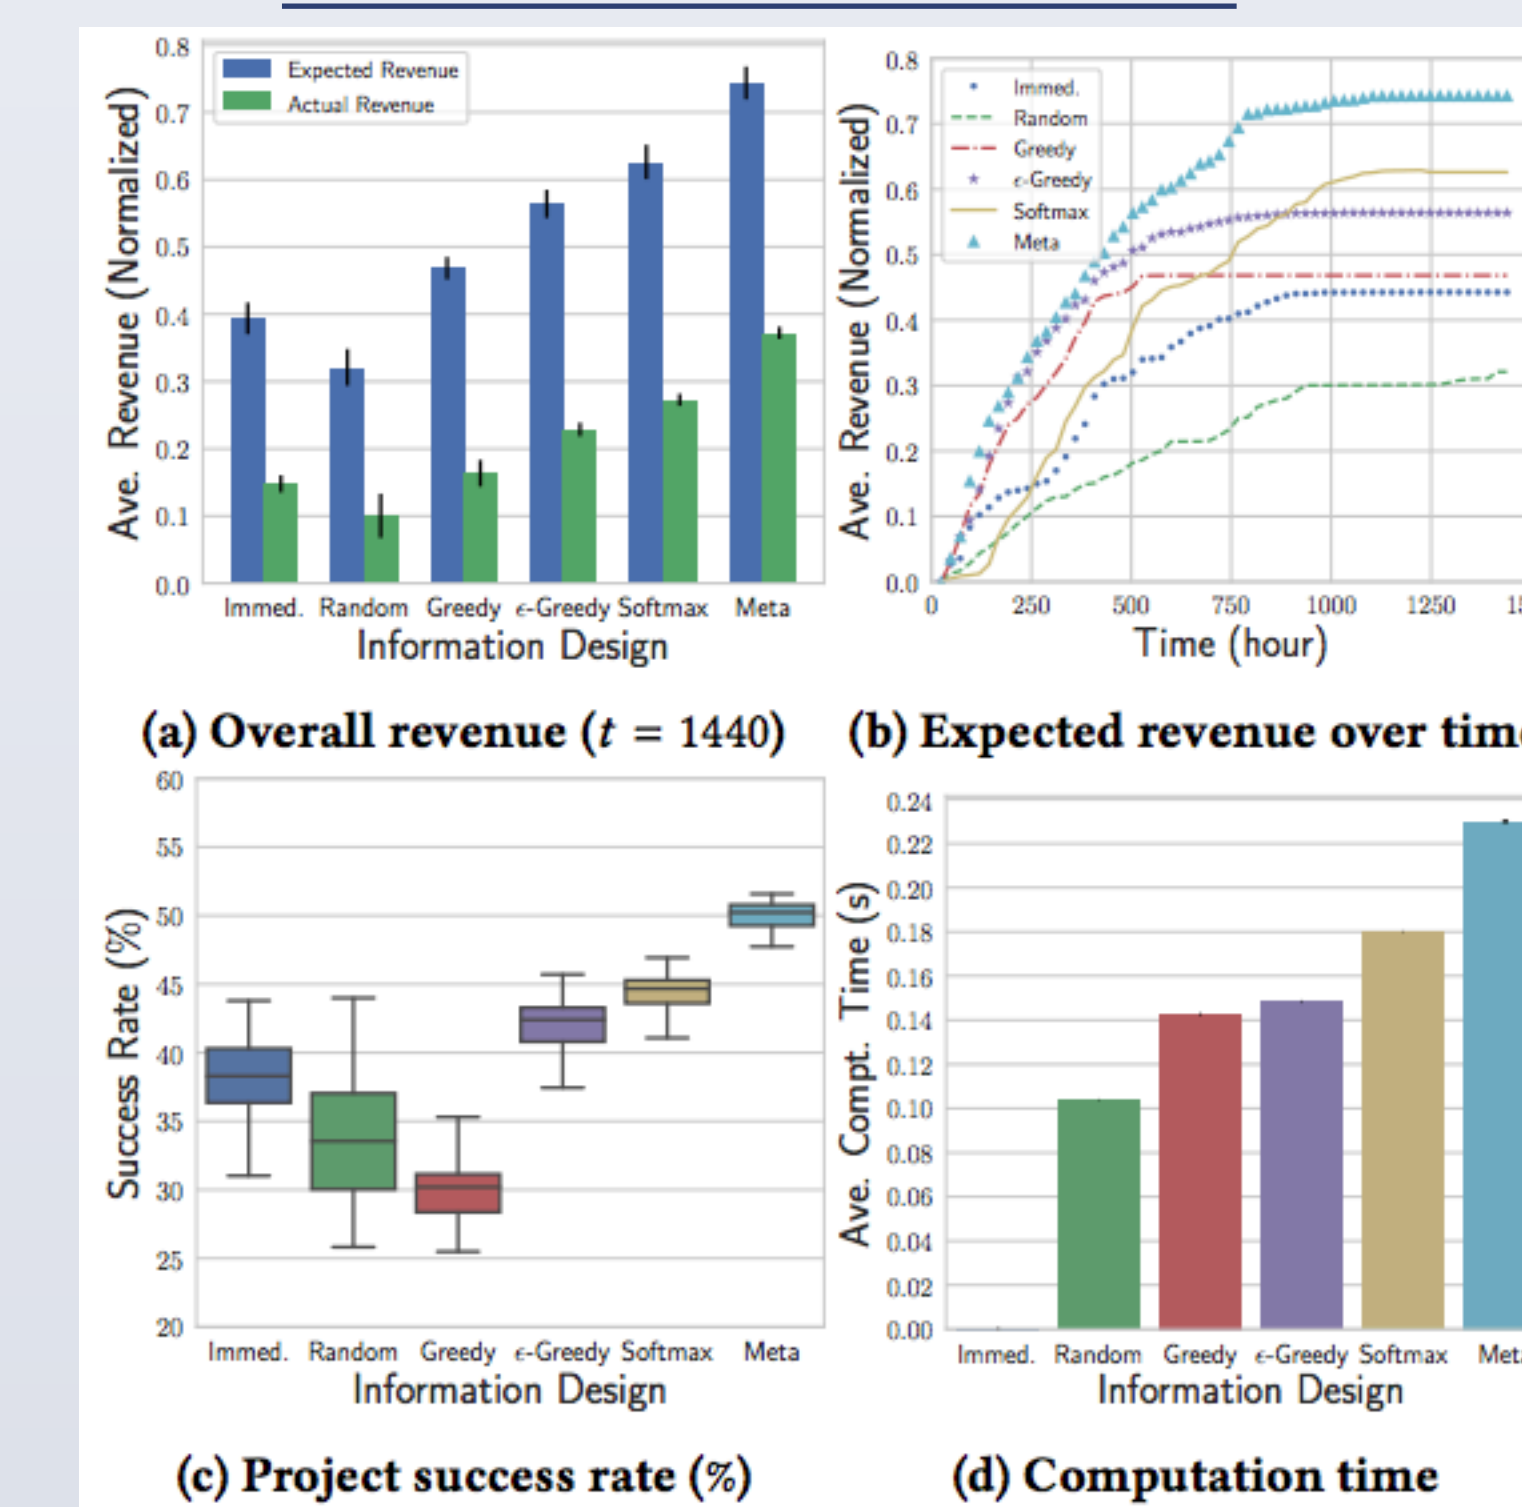 0.8
0.7
0.6
0.5
0.4
0.3
0.2
0.1
0.0
Ave. Revenue (Normalized)
Expected Revenue
Actual Revenue
Immed. Random Greedy ϵ-Greedy Softmax Meta
Information Design
(a) Overall revenue (t = 1440)
0.8
0.7
0.6
0.5
0.4
0.3
0.2
0.1
0.0
Ave. Revenue (Normalized)
Immed.
Random
Greedy
ϵ-Greedy
Softmax
Meta
0 250 500 750 1000 1250
Time (hour)
(b) Expected revenue over time
60
55
50
45
40
35
30
25
20
Success Rate (%)
Immed. Random Greedy ϵ-Greedy Softmax Meta
Information Design
(c) Project success rate (%)
0.24
0.22
0.20
0.18
0.16
0.14
0.12
0.10
0.08
0.06
0.04
0.02
0.00
Ave. Compt. Time (s)
Immed. Random Greedy ϵ-Greedy Softmax Meta
Information Design
(d) Computation time